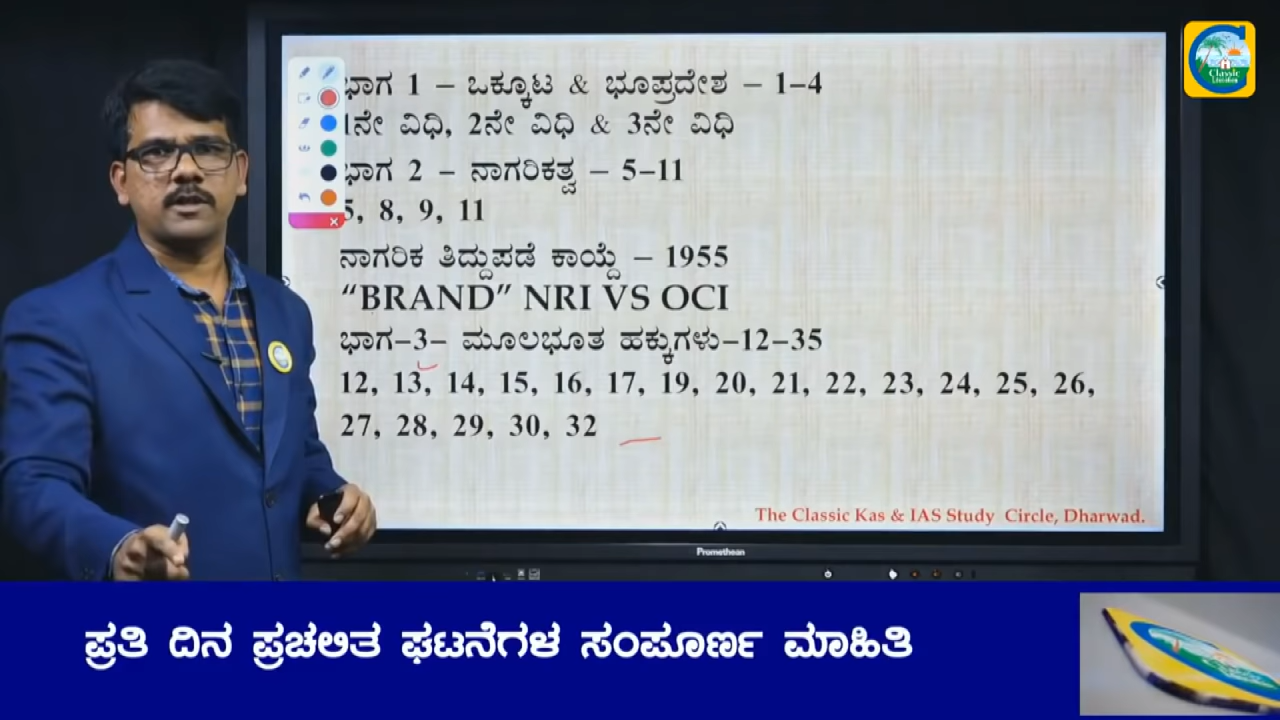 ಭಾಗ 1 – ಒಕ್ಕೂಟ & ಭೂಪ್ರದೇಶ – 1–4
1ನೇ ವಿಧಿ, 2ನೇ ವಿಧಿ & 3ನೇ ವಿಧಿ
ಭಾಗ 2 – ನಾಗರಿಕತ್ವ – 5–11
5, 8, 9, 11
ನಾಗರಿಕ ತಿದ್ದುಪಡೆ ಕಾಯ್ದೆ – 1955
“BRAND” NRI VS OCI
ಭಾಗ–3– ಮೂಲಭೂತ ಹಕ್ಕುಗಳು–12–35
12, 13, 14, 15, 16, 17, 19, 20, 21, 22, 23, 24, 25, 26,
27, 28, 29, 30, 32
The Classic Kas & IAS Study Circle, Dharwad.
Promethean
Classic
ಪ್ರತಿ ದಿನ ಪ್ರಚಲಿತ ಘಟನೆಗಳ ಸಂಪೂರ್ಣ ಮಾಹಿತಿ